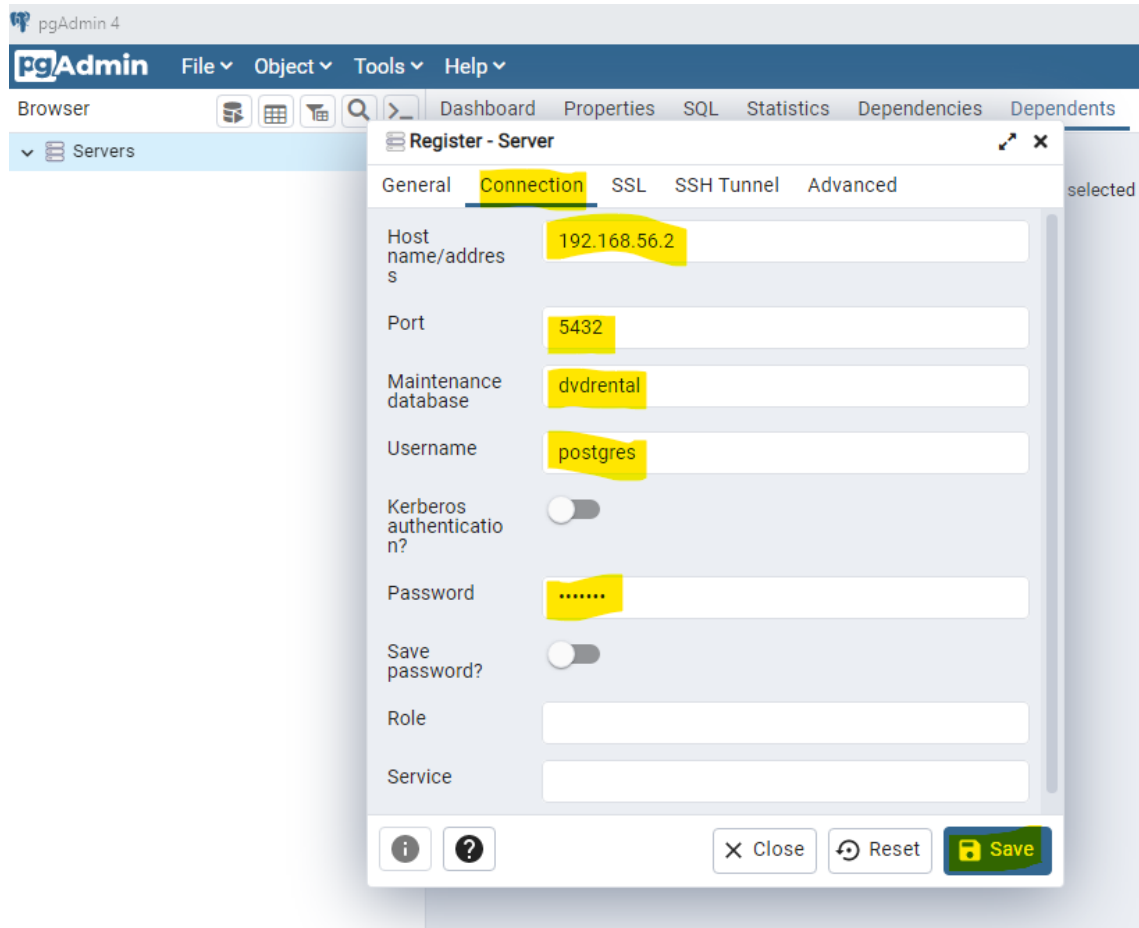 pgAdmin 4
pgAdmin File Object Tools Help
Browser Dashboard Properties SQL Statistics Dependencies Dependents
Servers
Register - Server
General Connection SSL SSH Tunnel Advanced
selected
Host
name/addres
s
192.168.56.2
Port 5432
Maintenance
database
dvdrental
Username postgres
Kerberos
authenticatio
n?
Password •••••••
Save
password?
Role
Service
Close Reset Save